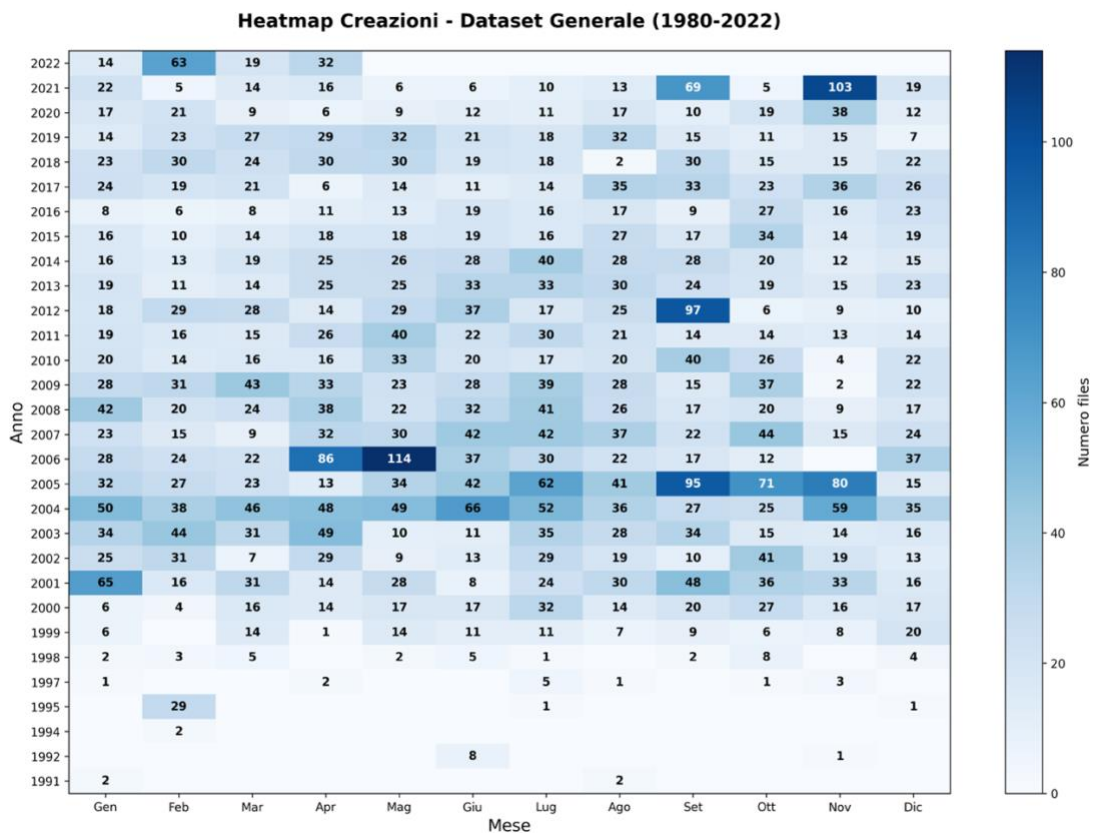 Heatmap Creazioni - Dataset Generale (1980-2022)
2022 14 63 19 32
2021 22 5 14 16 6 6 10 13 69 5 103 19
2020 17 21 9 6 9 12 11 17 10 19 38 12
2019 14 23 27 29 32 21 18 32 15 11 15 7
2018 23 30 24 30 30 19 18 2 30 15 15 22
2017 24 19 21 6 14 11 14 35 33 23 36 26
2016 8 6 8 11 13 19 16 17 9 27 16 23
2015 16 10 14 18 18 19 16 27 17 34 14 19
2014 16 13 19 25 26 28 40 28 28 20 12 15
2013 19 11 14 25 25 33 33 30 24 19 15 23
2012 18 29 28 14 29 37 17 25 97 6 9 10
2011 19 16 15 26 40 22 30 21 14 14 13 14
2010 20 14 16 16 33 20 17 20 40 26 4 22
2009 28 31 43 33 23 28 39 28 15 37 2 22
2008 42 20 24 38 22 32 41 26 17 20 9 17
2007 23 15 9 32 30 42 42 37 22 44 15 24
2006 28 24 22 86 114 37 30 22 17 12 37
2005 32 27 23 13 34 42 62 41 95 71 80 15
2004 50 38 46 48 49 66 52 36 27 25 59 35
2003 34 44 31 49 10 11 35 28 34 15 14 16
2002 25 31 7 29 9 13 29 19 10 41 19 13
2001 65 16 31 14 28 8 24 30 48 36 33 16
2000 6 4 16 14 17 17 32 14 20 27 16 17
1999 6 14 1 14 11 11 7 9 6 8 20
1998 2 3 5 2 5 1 2 8 4
1997 1 2 5 1 1 3
1995 29 1 1
1994 2
1992 8 1
1991 2 2
Gen Feb Mar Apr Mag Giu Lug Ago Set Ott Nov Dic
Mese
Anno
100
80
60
40
20
0
Numero files